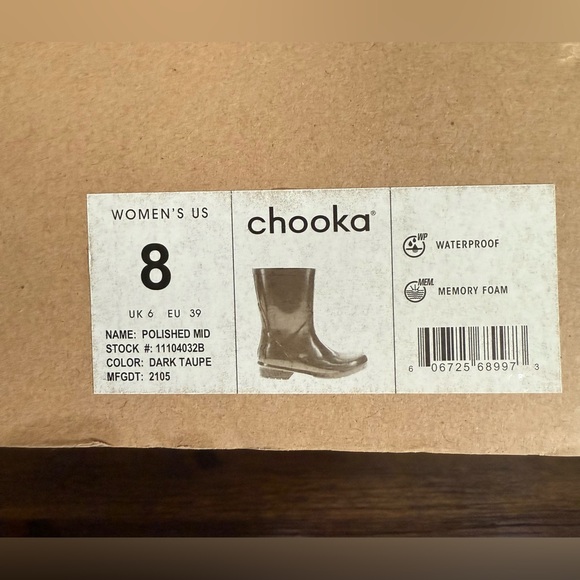 WOMEN'S US
8
UK 6 EU 39
NAME: POLISHED MID
STOCK #: 11104032B
COLOR: DARK TAUPE
MFGDT: 2105
chooka®
WP
WATERPROOF
MEM.
MEMORY FOAM
6 06725 68997 3